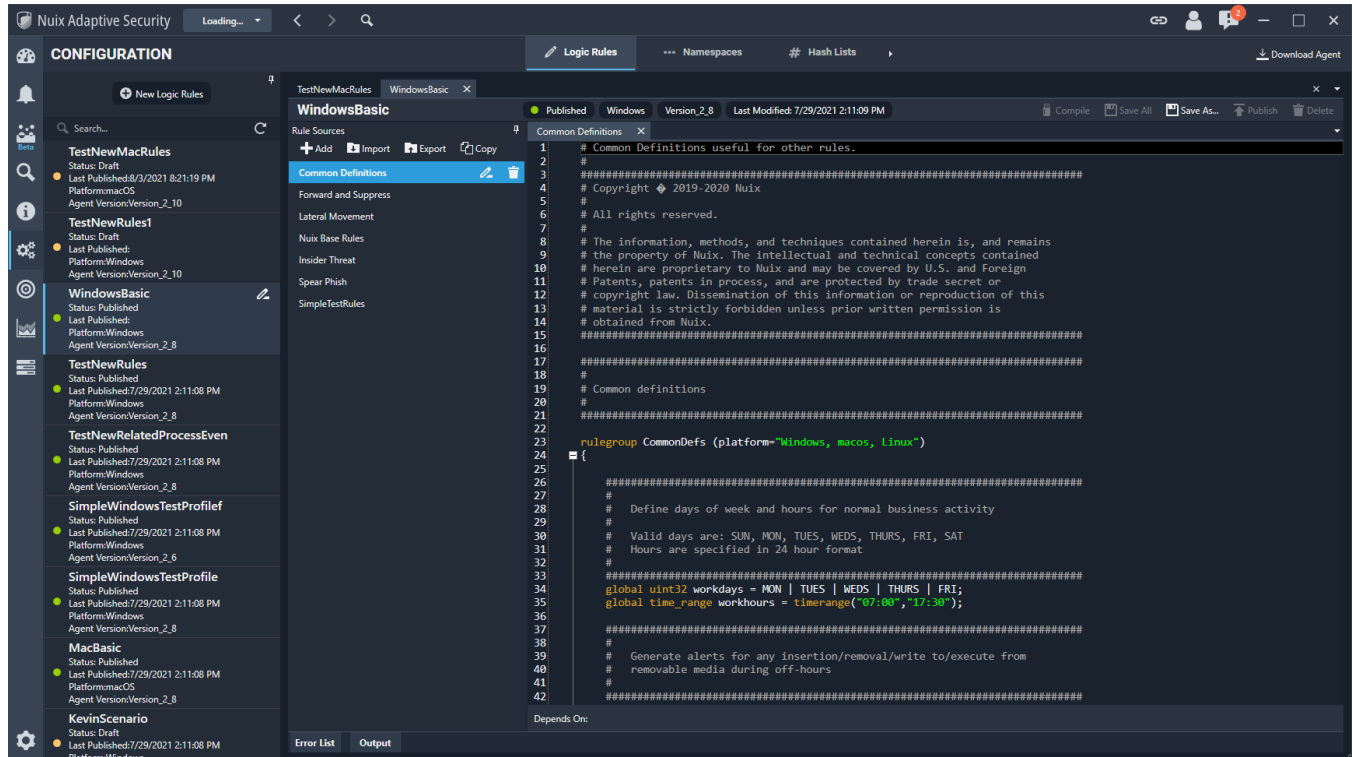 Nuix Adaptive Security Loading... 2
CONFIGURATION
Logic Rules Namespaces # Hash Lists Download Agent
New Logic Rules
Search...
Beta
TestNewMacRules
Status: Draft
Last Published:8/3/2021 8:21:19 PM
Platform:macOS
Agent Version:Version_2_10
TestNewRules1
Status: Draft
Last Published:
Platform:Windows
Agent Version:Version_2_10
WindowsBasic
Status: Published
Last Published:
Platform:Windows
Agent Version:Version_2_8
TestNewRules
Status: Published
Last Published:7/29/2021 2:11:08 PM
Platform:Windows
Agent Version:Version_2_8
TestNewRelatedProcessEven
Status: Published
Last Published:7/29/2021 2:11:08 PM
Platform:Windows
Agent Version:Version_2_8
SimpleWindowsTestProfilef
Status: Published
Last Published:7/29/2021 2:11:08 PM
Platform:Windows
Agent Version:Version_2_6
SimpleWindowsTestProfile
Status: Published
Last Published:7/29/2021 2:11:08 PM
Platform:Windows
Agent Version:Version_2_8
MacBasic
Status: Published
Last Published:7/29/2021 2:11:08 PM
Platform:macOS
Agent Version:Version_2_8
KevinScenario
Status: Draft
Last Published:7/29/2021 2:11:08 PM
Platform:Windows
TestNewMacRules WindowsBasic
WindowsBasic Published Windows Version_2_8 Last Modified: 7/29/2021 2:11:09 PM Compile Save All Save As... Publish Delete
Rule Sources
Add Import Export Copy
Common Definitions
Forward and Suppress
Lateral Movement
Nuix Base Rules
Insider Threat
Spear Phish
SimpleTestRules
Error List Output
Common Definitions
1 # Common Definitions useful for other rules.
2 #
3 ############################################################################
4 # Copyright � 2019-2020 Nuix
5 #
6 # All rights reserved.
7 #
8 # The information, methods, and techniques contained herein is, and remains
9 # the property of Nuix. The intellectual and technical concepts contained
10 # herein are proprietary to Nuix and may be covered by U.S. and Foreign
11 # Patents, patents in process, and are protected by trade secret or
12 # copyright law. Dissemination of this information or reproduction of this
13 # material is strictly forbidden unless prior written permission is
14 # obtained from Nuix.
15 ############################################################################
16
17 ############################################################################
18 #
19 # Common definitions
20 #
21 ############################################################################
22
23 rulegroup CommonDefs (platform="Windows, macos, Linux")
24 {
25
26 ########################################################################
27 #
28 # Define days of week and hours for normal business activity
29 #
30 # Valid days are: SUN, MON, TUES, WEDS, THURS, FRI, SAT
31 # Hours are specified in 24 hour format
32 #
33 ########################################################################
34 global uint32 workdays = MON | TUES | WEDS | THURS | FRI;
35 global time_range workhours = timerange("07:00","17:30");
36
37 ########################################################################
38 #
39 # Generate alerts for any insertion/removal/write to/execute from
40 # removable media during off-hours
41 #
42 ########################################################################
Depends On: